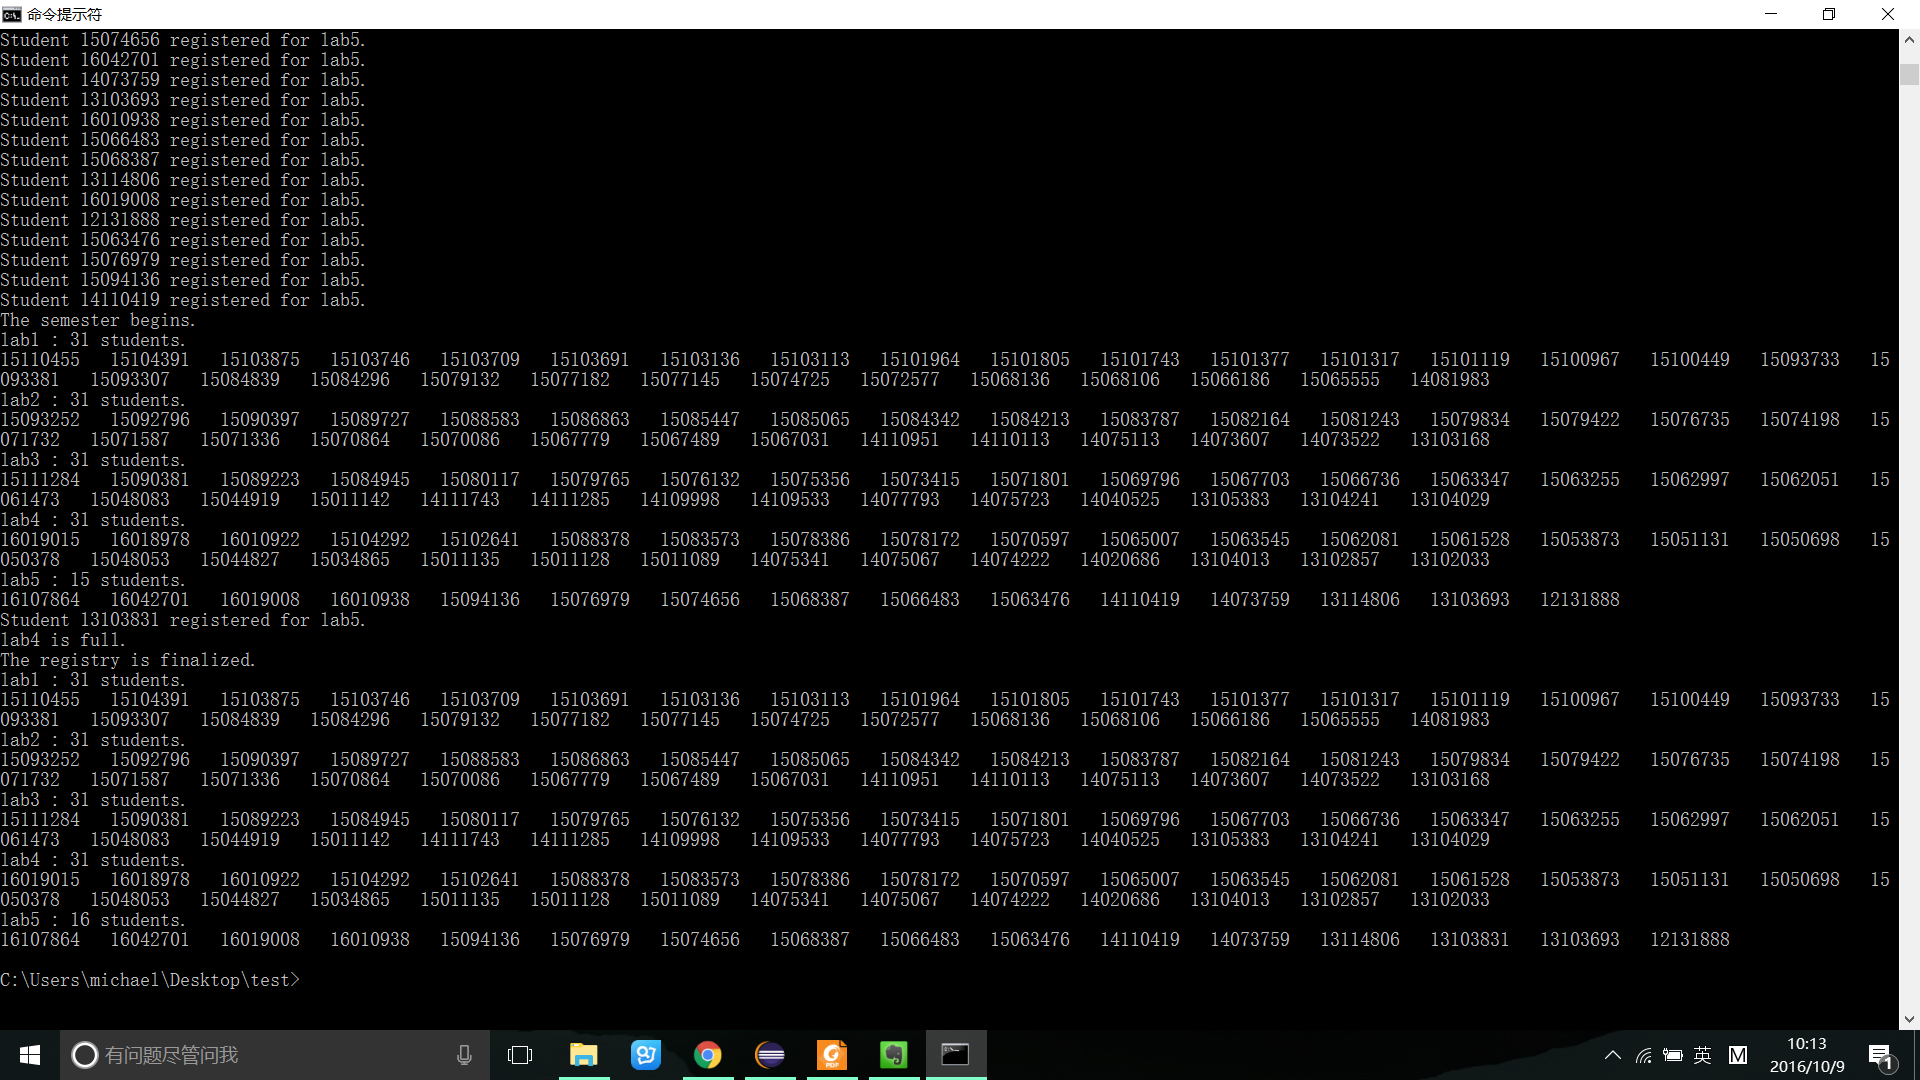 命令提示符
Student 15074656 registered for lab5.
Student 16042701 registered for lab5.
Student 14073759 registered for lab5.
Student 13103693 registered for lab5.
Student 16010938 registered for lab5.
Student 15066483 registered for lab5.
Student 15068387 registered for lab5.
Student 13114806 registered for lab5.
Student 16019008 registered for lab5.
Student 12131888 registered for lab5.
Student 15063476 registered for lab5.
Student 15076979 registered for lab5.
Student 15094136 registered for lab5.
Student 14110419 registered for lab5.
The semester begins.
lab1 : 31 students.
15110455 15104391 15103875 15103746 15103709 15103691 15103136 15103113 15101964 15101805 15101743 15101377 15101317 15101119 15100967 15100449 15093733 15
093381 15093307 15084839 15084296 15079132 15077182 15077145 15074725 15072577 15068136 15068106 15066186 15065555 14081983
lab2 : 31 students.
15093252 15092796 15090397 15089727 15088583 15086863 15085447 15085065 15084342 15084213 15083787 15082164 15081243 15079834 15079422 15076735 15074198 15
071732 15071587 15071336 15070864 15070086 15067779 15067489 15067031 14110951 14110113 14075113 14073607 14073522 13103168
lab3 : 31 students.
15111284 15090381 15089223 15084945 15080117 15079765 15076132 15075356 15073415 15071801 15069796 15067703 15066736 15063347 15063255 15062997 15062051 15
061473 15048083 15044919 15011142 14111743 14111285 14109998 14109533 14077793 14075723 14040525 13105383 13104241 13104029
lab4 : 31 students.
16019015 16018978 16010922 15104292 15102641 15088378 15083573 15078386 15078172 15070597 15065007 15063545 15062081 15061528 15053873 15051131 15050698 15
050378 15048053 15044827 15034865 15011135 15011128 15011089 14075341 14075067 14074222 14020686 13104013 13102857 13102033
lab5 : 15 students.
16107864 16042701 16019008 16010938 15094136 15076979 15074656 15068387 15066483 15063476 14110419 14073759 13114806 13103693 12131888
Student 13103831 registered for lab5.
lab4 is full.
The registry is finalized.
lab1 : 31 students.
15110455 15104391 15103875 15103746 15103709 15103691 15103136 15103113 15101964 15101805 15101743 15101377 15101317 15101119 15100967 15100449 15093733 15
093381 15093307 15084839 15084296 15079132 15077182 15077145 15074725 15072577 15068136 15068106 15066186 15065555 14081983
lab2 : 31 students.
15093252 15092796 15090397 15089727 15088583 15086863 15085447 15085065 15084342 15084213 15083787 15082164 15081243 15079834 15079422 15076735 15074198 15
071732 15071587 15071336 15070864 15070086 15067779 15067489 15067031 14110951 14110113 14075113 14073607 14073522 13103168
lab3 : 31 students.
15111284 15090381 15089223 15084945 15080117 15079765 15076132 15075356 15073415 15071801 15069796 15067703 15066736 15063347 15063255 15062997 15062051 15
061473 15048083 15044919 15011142 14111743 14111285 14109998 14109533 14077793 14075723 14040525 13105383 13104241 13104029
lab4 : 31 students.
16019015 16018978 16010922 15104292 15102641 15088378 15083573 15078386 15078172 15070597 15065007 15063545 15062081 15061528 15053873 15051131 15050698 15
050378 15048053 15044827 15034865 15011135 15011128 15011089 14075341 14075067 14074222 14020686 13104013 13102857 13102033
lab5 : 16 students.
16107864 16042701 16019008 16010938 15094136 15076979 15074656 15068387 15066483 15063476 14110419 14073759 13114806 13103831 13103693 12131888
C:\Users\michael\Desktop\test>
有问题尽管问我
英 M
10:13
2016/10/9
1